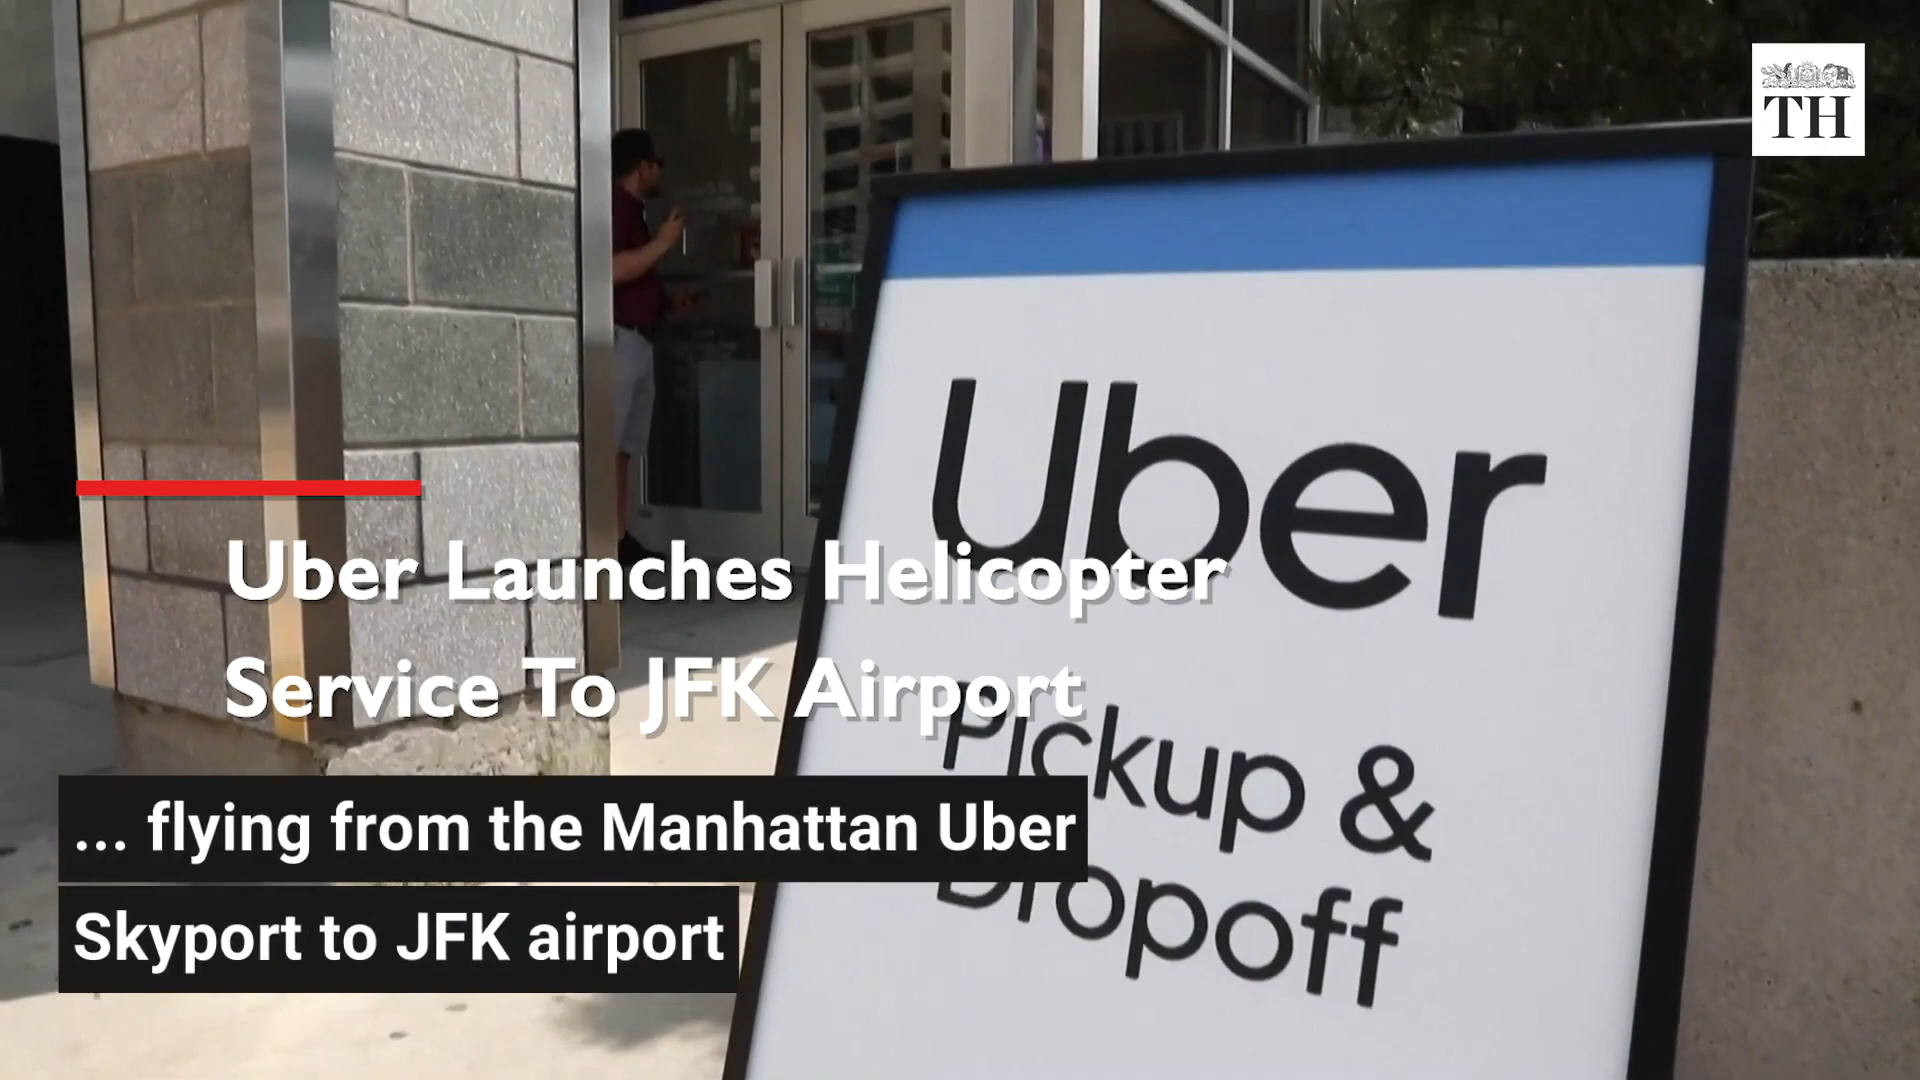 TH
Uber
Pickup &
Dropoff
Uber Launches Helicopter
Service To JFK Airport
... flying from the Manhattan Uber
Skyport to JFK airport